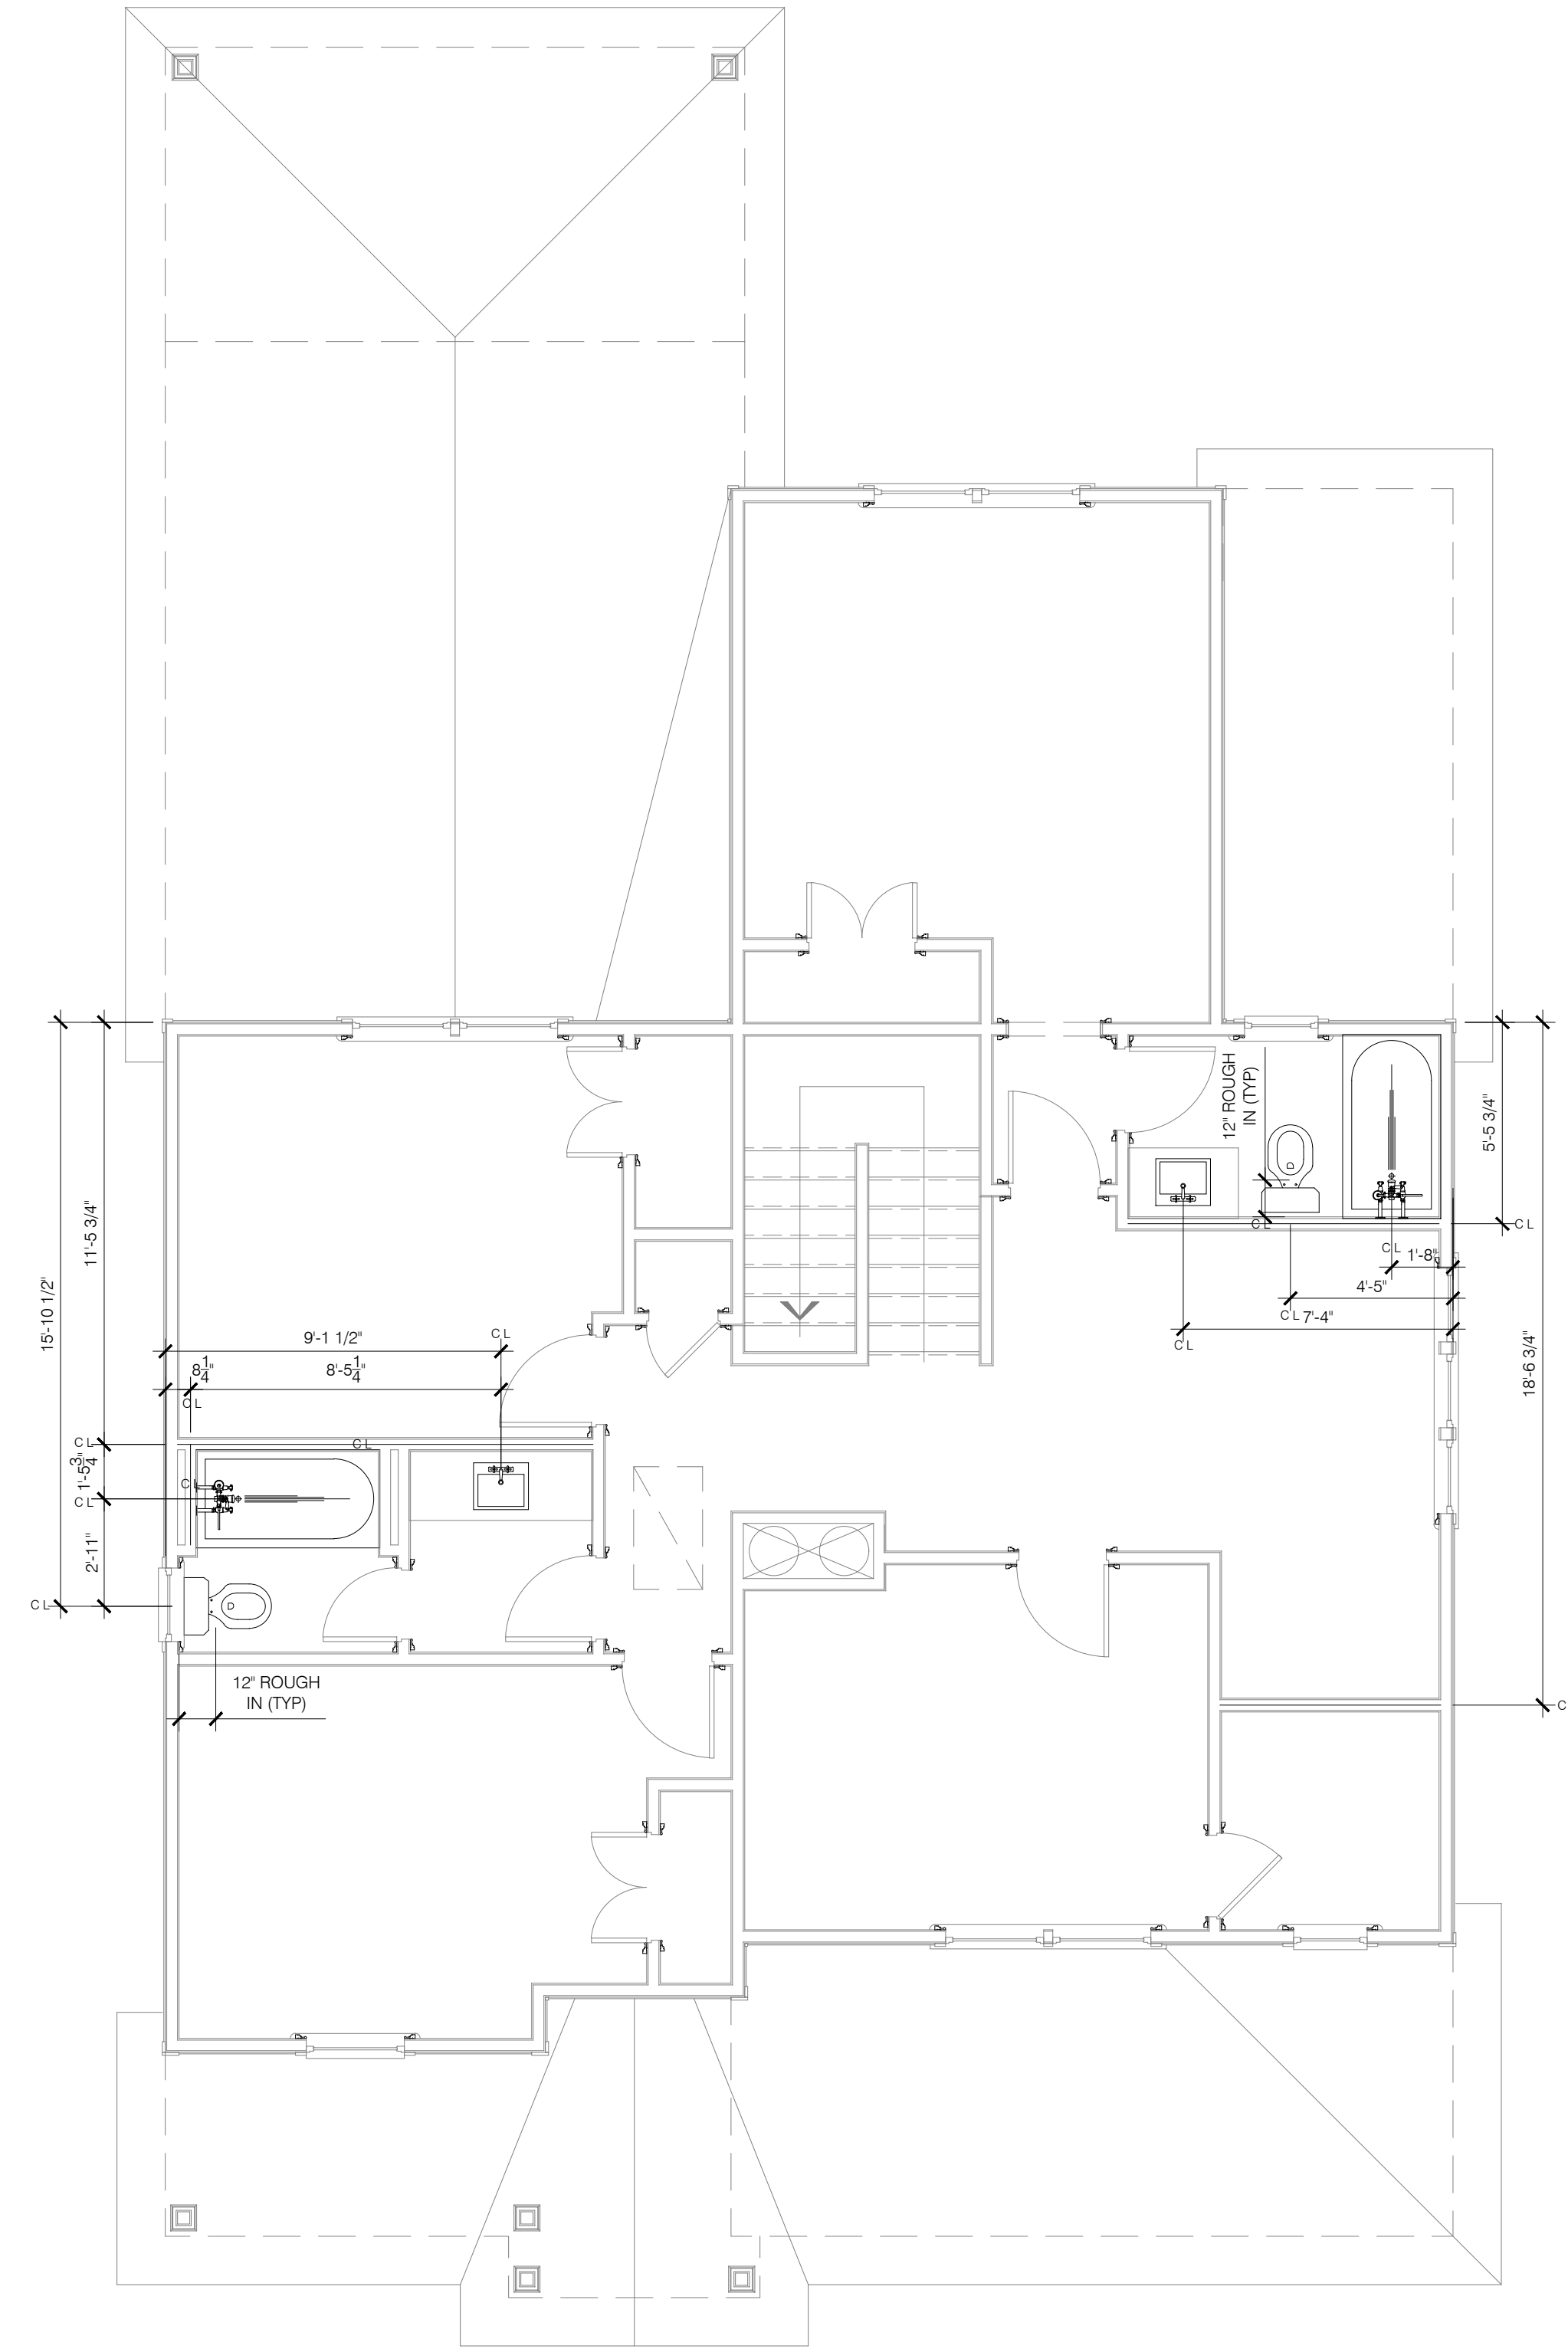 12" ROUGH
IN (TYP)
5'-5 3/4"
C L
C L
C L
1'-8"
4'-5"
C L
7'-4"
C L
18'-6 3/4"
11'-5 3/4"
15'-10 1/2"
9'-1 1/2"
C L
8 1/4"
8'-5 1/4"
C L
C L
C L
1'-5 3/4"
C L
C L
2'-11"
C L
12" ROUGH
IN (TYP)
C